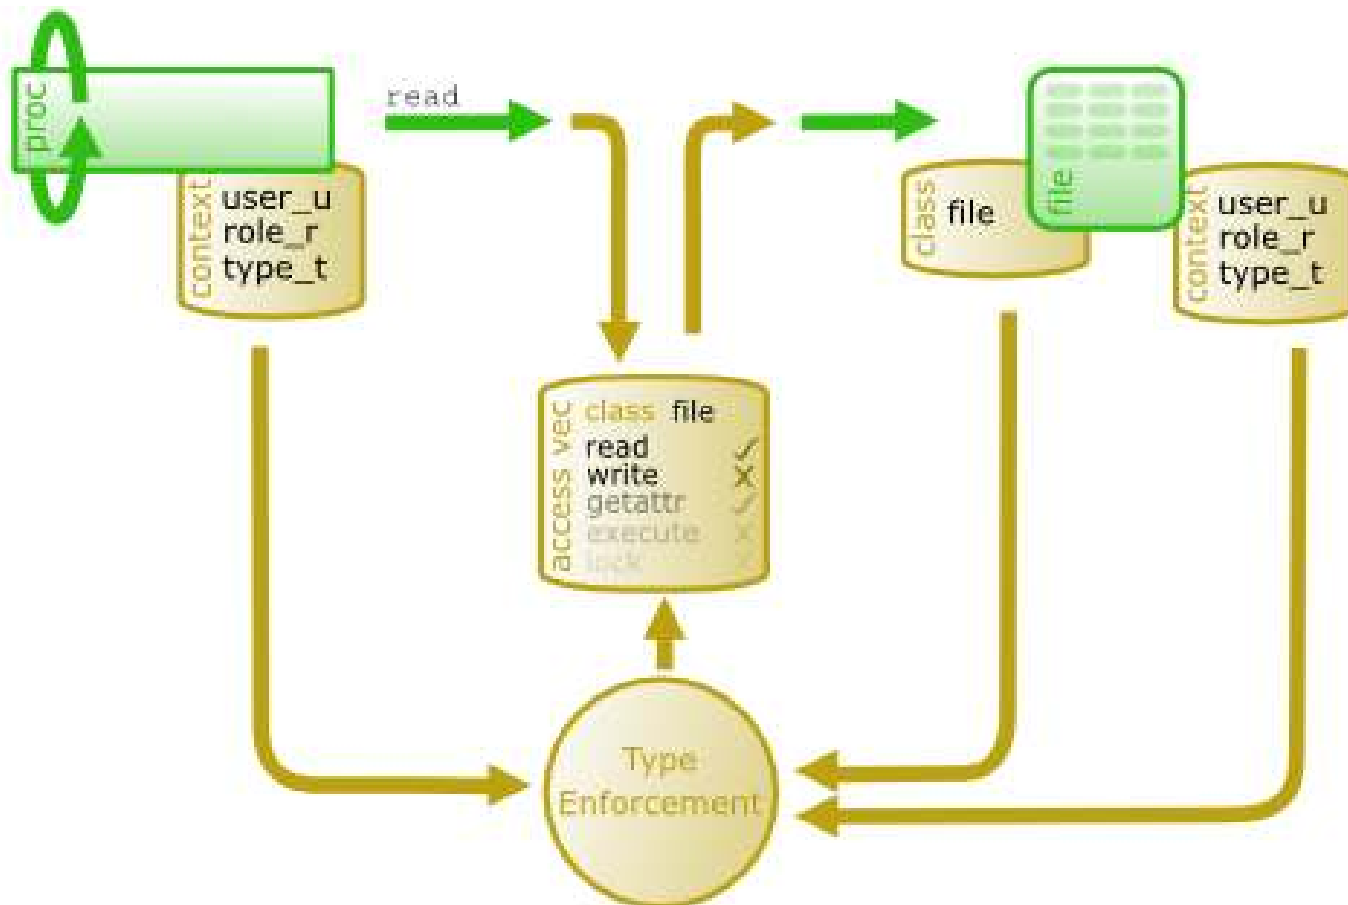 proc
read
context
user_u
role_r
type_t
class
file
file
context
user_u
role_r
type_t
access vec
class file
read
write
getattr
execute
lock
Type
Enforcement